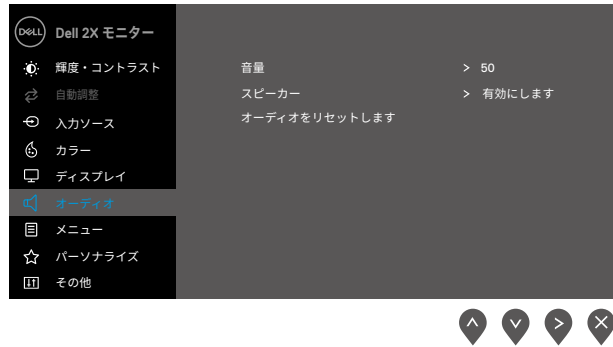 DELL
Dell 2X モニター
輝度・コントラスト
自動調整
入力ソース
カラー
ディスプレイ
オーディオ
メニュー
パーソナライズ
その他
音量 > 50
スピーカー > 有効にします
オーディオをリセットします